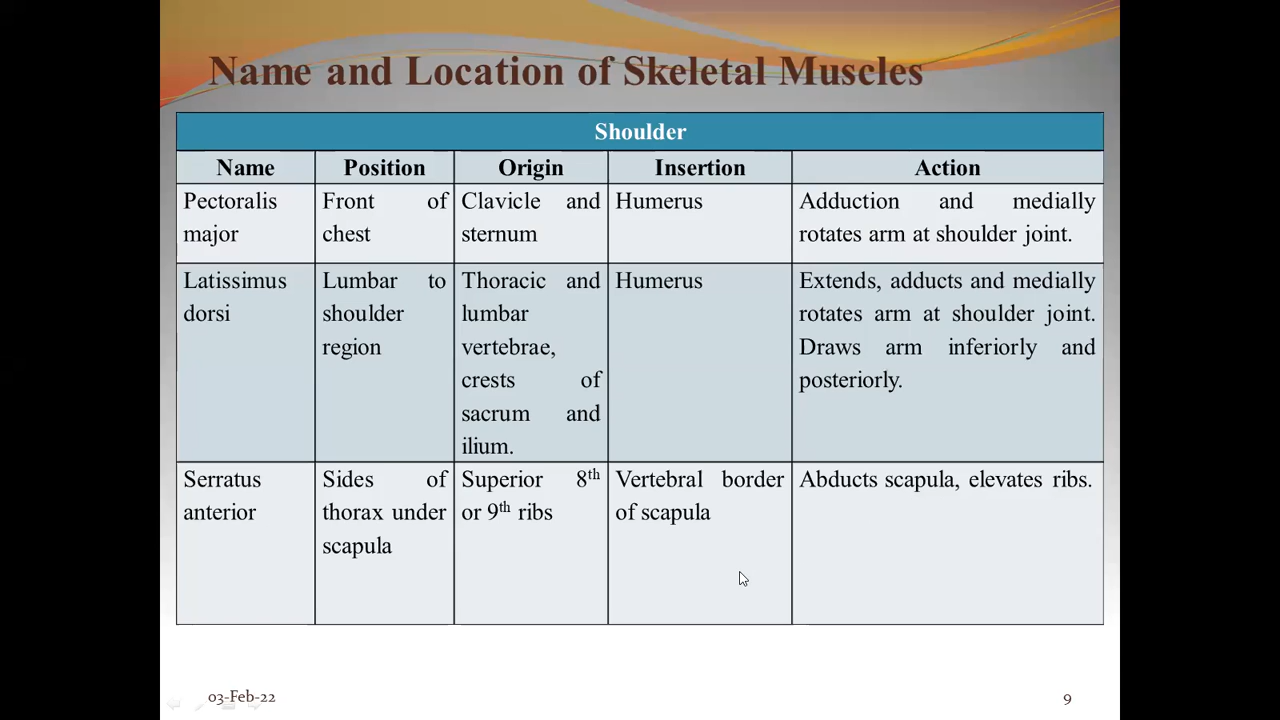 Name and Location of Skeletal Muscles
Shoulder
Name Position Origin Insertion Action
Pectoralis major
Front of chest
Clavicle and sternum
Humerus
Adduction and medially rotates arm at shoulder joint.
Latissimus dorsi
Lumbar to shoulder region
Thoracic and lumbar vertebrae, crests of sacrum and ilium.
Humerus
Extends, adducts and medially rotates arm at shoulder joint. Draws arm inferiorly and posteriorly.
Serratus anterior
Sides of thorax under scapula
Superior 8th or 9th ribs
Vertebral border of scapula
Abducts scapula, elevates ribs.
03-Feb-22
9